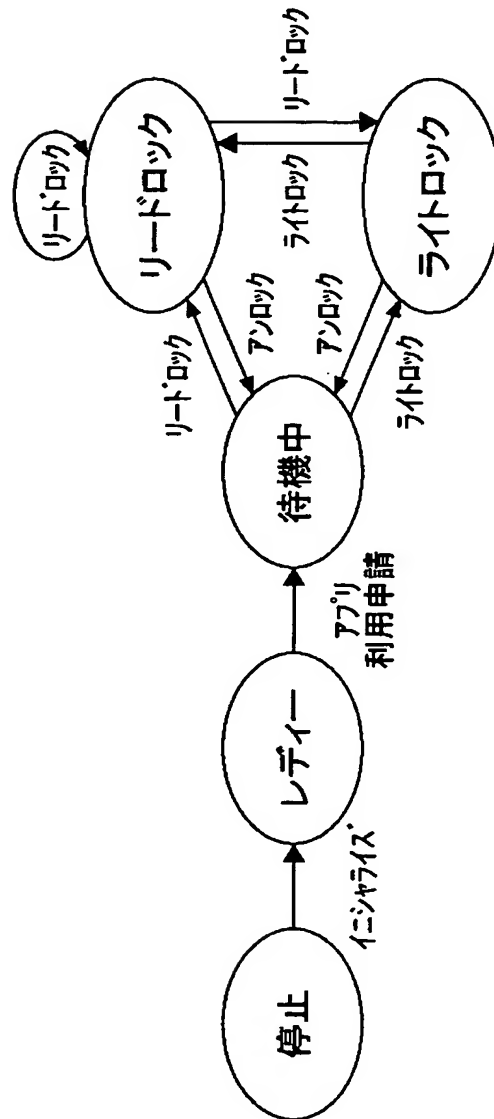 停止
イニシャライズ
レディー
アプリ
利用申請
待機中
リードロック
アンロック
アンロック
ライトロック
リードロック
リードロック
ライトロック
リードロック
ライトロック